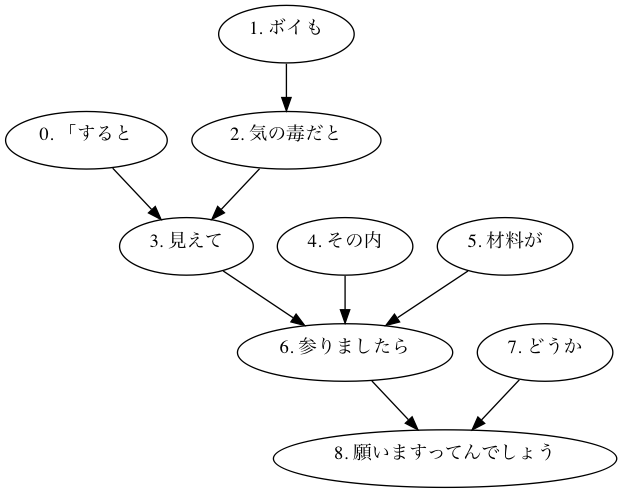 1. ボイも
0. 「すると
2. 気の毒だと
3. 見えて
4. その内
5. 材料が
6. 参りましたら
7. どうか
8. 願いますってんでしょう